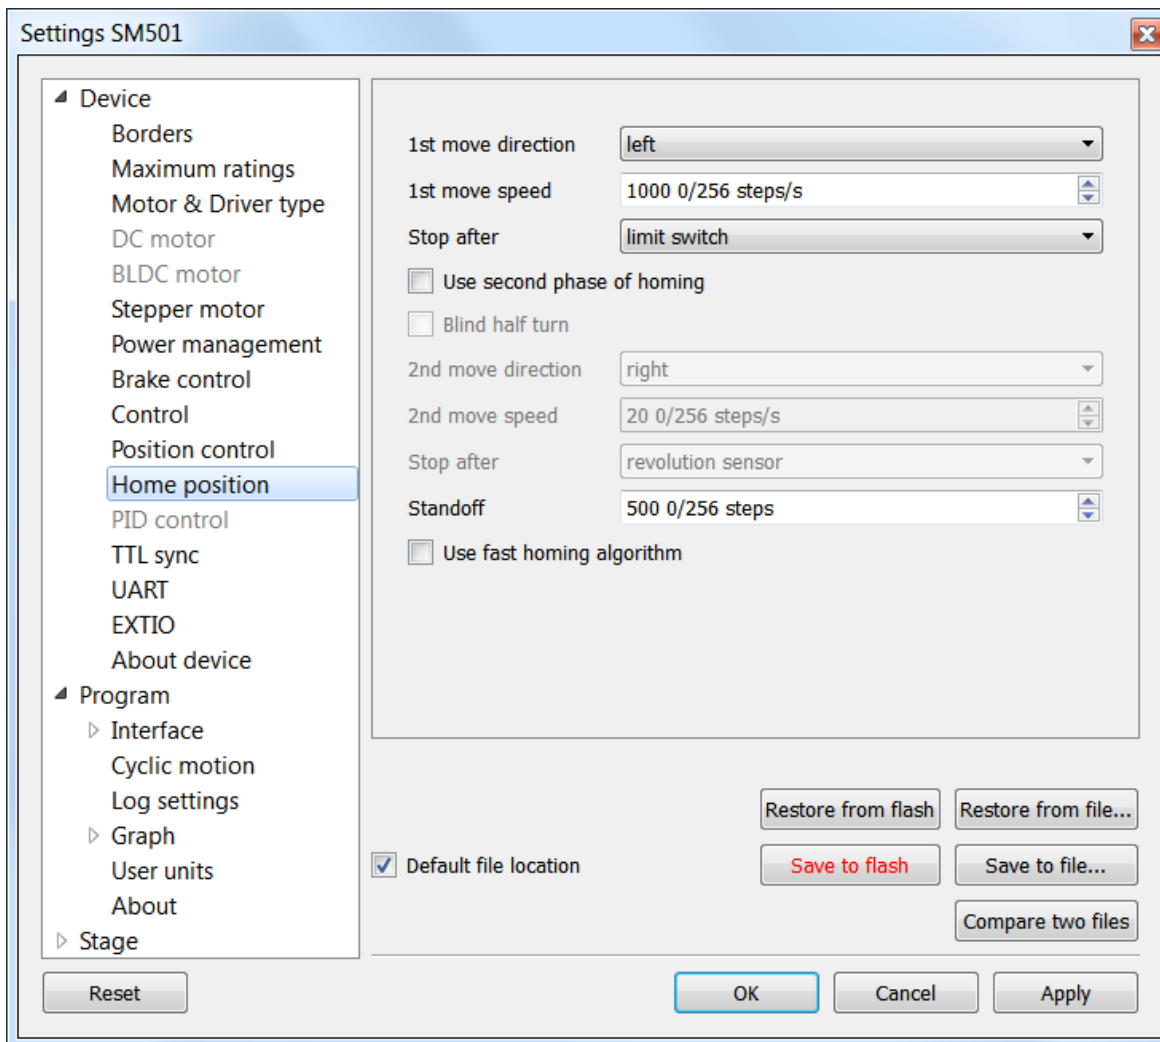 Settings SM501
Device
Borders
Maximum ratings
Motor & Driver type
DC motor
BLDC motor
Stepper motor
Power management
Brake control
Control
Position control
Home position
PID control
TTL sync
UART
EXTIO
About device
Program
Interface
Cyclic motion
Log settings
Graph
User units
About
Stage
1st move direction left
1st move speed 1000 0/256 steps/s
Stop after limit switch
Use second phase of homing
Blind half turn
2nd move direction right
2nd move speed 20 0/256 steps/s
Stop after revolution sensor
Standoff 500 0/256 steps
Use fast homing algorithm
Restore from flash Restore from file...
Default file location Save to flash Save to file...
Compare two files
Reset OK Cancel Apply